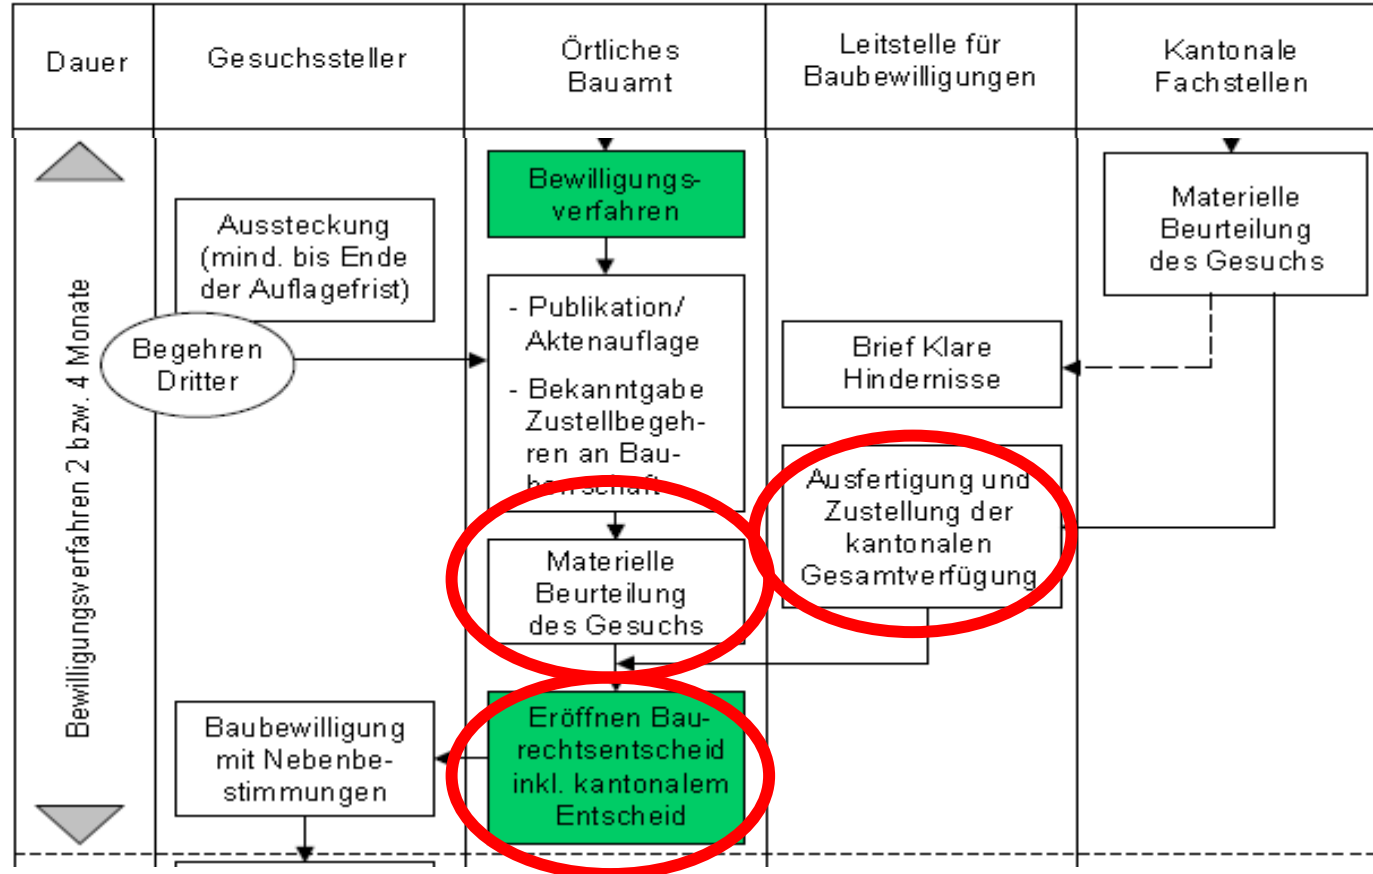 Dauer
Gesuchssteller
Örtliches
Bauamt
Leitstelle für
Baubewilligungen
Kantonale
Fachstellen
Bewilligungsverfahren 2 bzw. 4 Monate
Aussteckung
(mind. bis Ende
der Auflagefrist)
Begehren
Dritter
Bewilligungs-
verfahren
- Publikation/
Aktenauflage
- Bekanntgabe
Zustellbegeh-
ren an Bau-
herrschaft
Materielle
Beurteilung
des Gesuchs
Brief Klare
Hindernisse
Ausfertigung und
Zustellung der
kantonalen
Gesamtverfügung
Materielle
Beurteilung
des Gesuchs
Eröffnen Bau-
rechtsentscheid
inkl. kantonalem
Entscheid
Baubewilligung
mit Nebenbe-
stimmungen